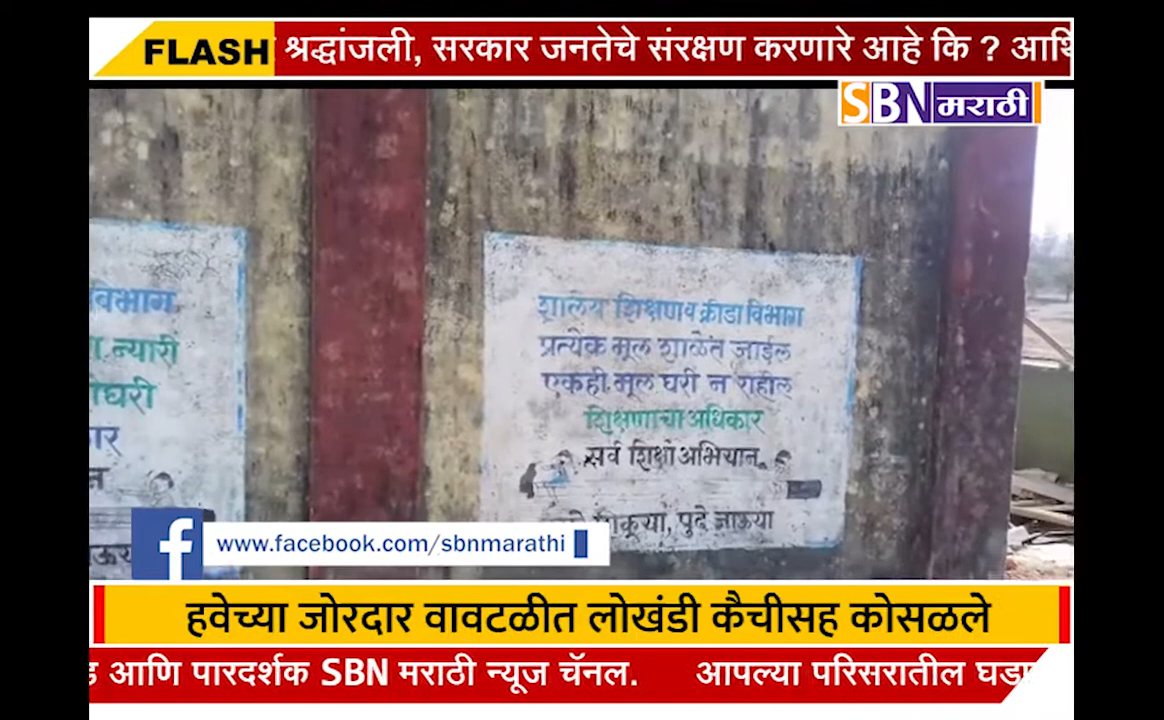 FLASH श्रद्धांजली, सरकार जनतेचे संरक्षण करणारे आहे कि ?
SBN मराठी
विभाग
न्यारी
शालेय शिक्षण व क्रीडा विभाग
प्रत्येक मूल शाळेत जाईल
एकही मूल घरी न राहील
शिक्षणाचा अधिकार
सर्व शिक्षा अभियान
पुढे जाऊया
f www.facebook.com/sbnmarathi
हवेच्या जोरदार वावटळीत लोखंडी कैचीसह कोसळले
आणि पारदर्शक SBN मराठी न्यूज चॅनल. आपल्या परिसरातील